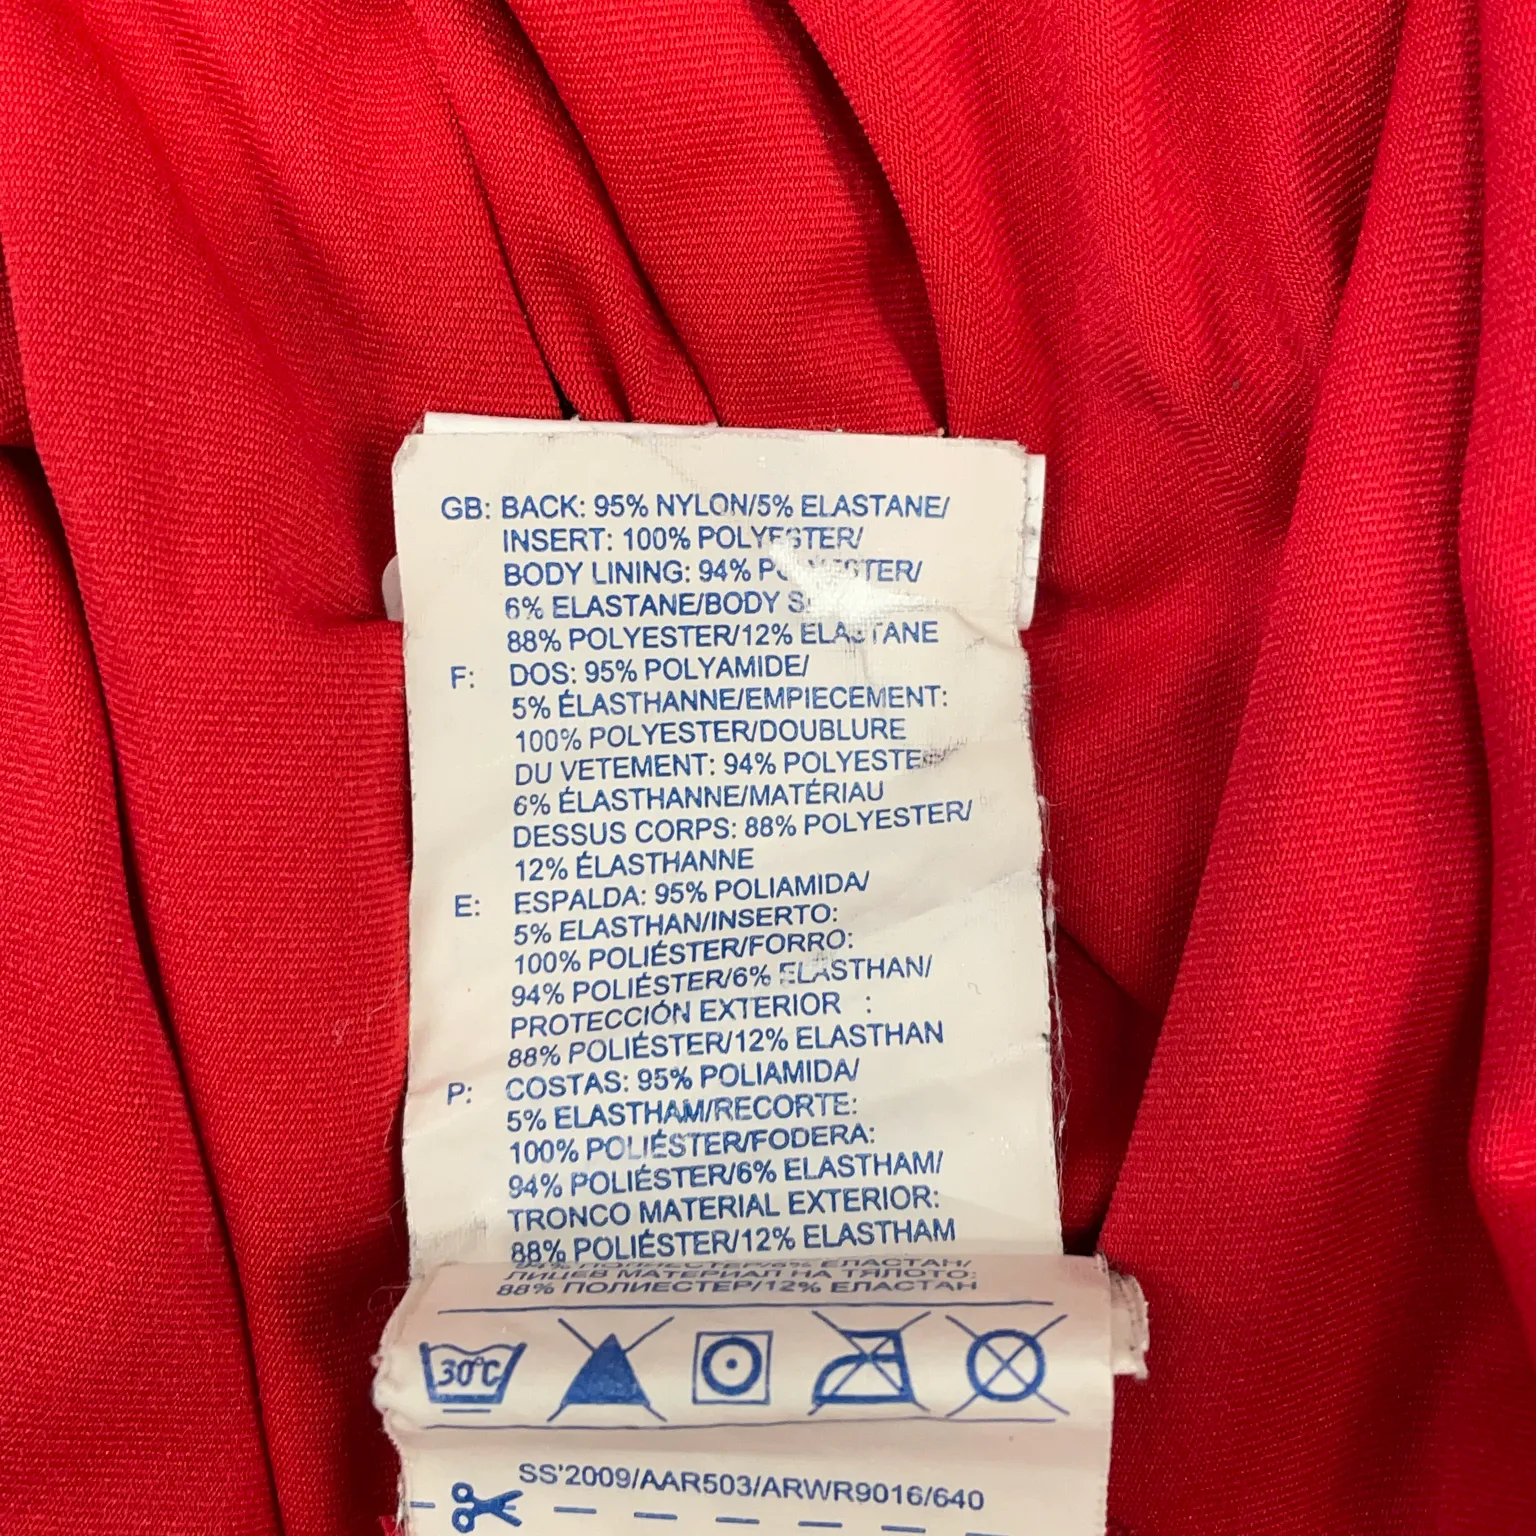 GB: BACK: 95% NYLON/5% ELASTANE/
INSERT: 100% POLYESTER/
BODY LINING: 94% POLYESTER/
6% ELASTANE/BODY
88% POLYESTER/12% ELASTANE
F: DOS: 95% POLYAMIDE/
5% ÉLASTHANNE/EMPIECEMENT:
100% POLYESTER/DOUBLURE
DU VETEMENT: 94% POLYESTER
6% ÉLASTHANNE/MATÉRIAU
DESSUS CORPS: 88% POLYESTER/
12% ÉLASTHANNE
E: ESPALDA: 95% POLIAMIDA/
5% ELASTHAN/INSERTO:
100% POLIÉSTER/FORRO:
94% POLIÉSTER/6% ELASTHAN/
PROTECCIÓN EXTERIOR :
88% POLIÉSTER/12% ELASTHAN
P: COSTAS: 95% POLIAMIDA/
5% ELASTHAM/RECORTE:
100% POLIÉSTER/FODERA:
94% POLIÉSTER/6% ELASTHAM/
TRONCO MATERIAL EXTERIOR:
88% POLIÉSTER/12% ELASTHAM
94% ПОЛИЕСТЕР/6% ЕЛАСТАН/
ЛИЦЕВ МАТЕРИАЛ НА ТЯЛОТО:
88% ПОЛИЕСТЕР/12% ЕЛАСТАН
30°C
SS'2009/AAR503/ARWR9016/640